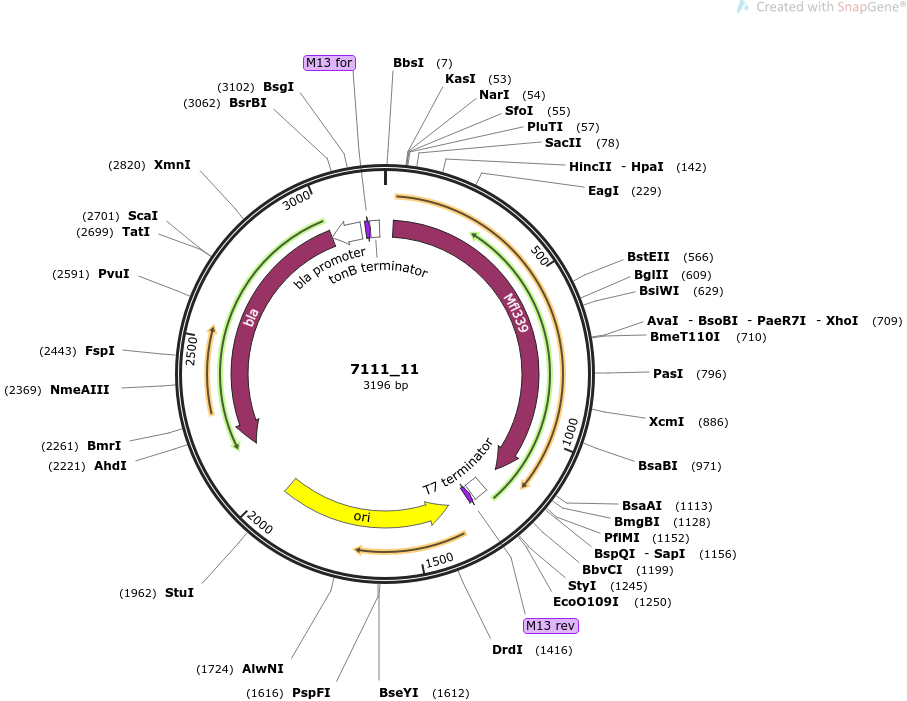 Created with SnapGene®
M13 for
BbsI (7)
KasI (53)
NarI (54)
SfoI (55)
PluTI (57)
SacII (78)
HincII - HpaI (142)
EagI (229)
BstEII (566)
BglII (609)
BsiWI (629)
AvaI - BsoBI - PaeR7I - XhoI (709)
BmeT110I (710)
PasI (796)
XcmI (886)
BsaBI (971)
BsaAI (1113)
BmgBI (1128)
PflMI (1152)
BspQI - SapI (1156)
BbvCI (1199)
StyI (1245)
EcoO109I (1250)
M13 rev
DrdI (1416)
BseYI (1612)
(1616) PspFI
(1724) AlwNI
(1962) StuI
(2221) AhdI
(2261) BmrI
(2369) NmeAIII
(2443) FspI
(2591) PvuI
(2699) TatI
(2701) ScaI
(2820) XmnI
(3062) BsrBI
(3102) BsgI
500
1000
1500
2000
2500
3000
bla promoter
tonB terminator
Mfl339
bla
T7 terminator
ori
7111_11
3196 bp